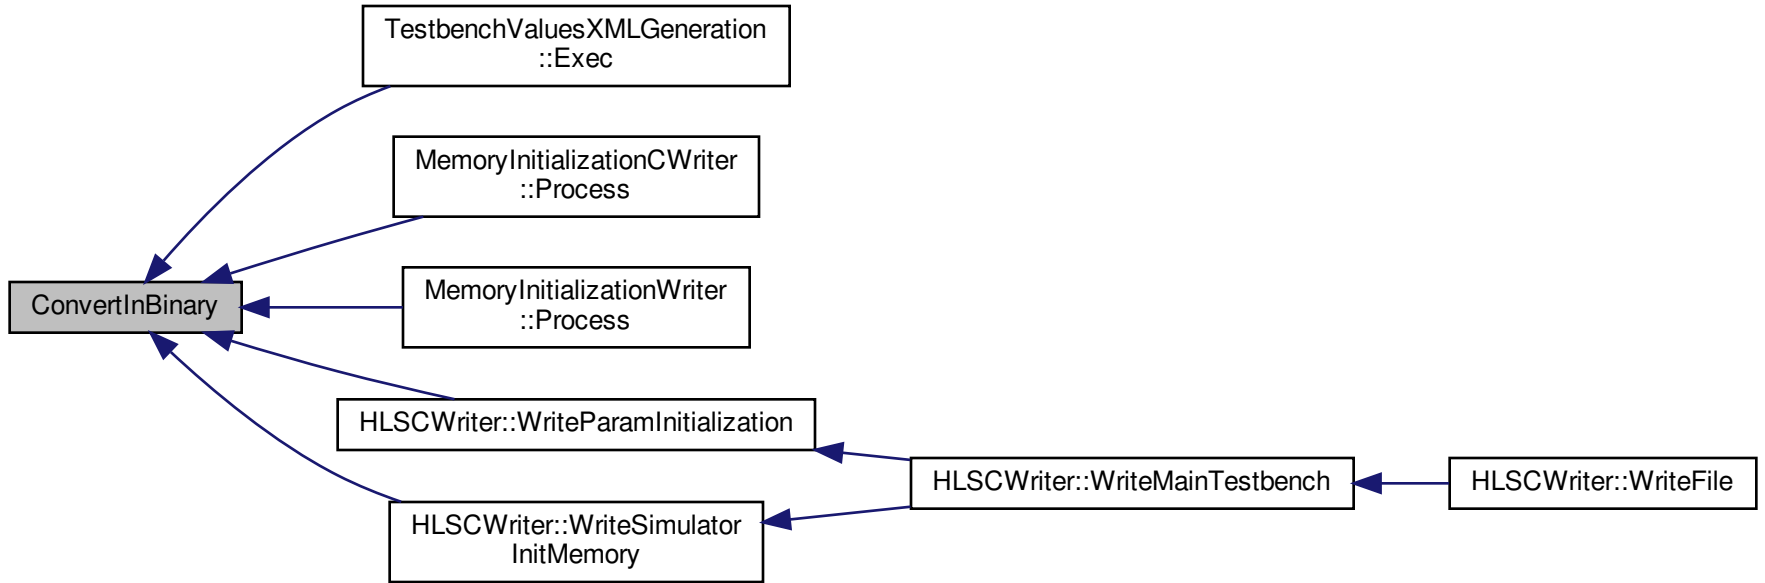 TestbenchValuesXMLGeneration
::Exec
MemoryInitializationCWriter
::Process
MemoryInitializationWriter
::Process
ConvertInBinary
HLSCWriter::WriteParamInitialization
HLSCWriter::WriteSimulator
InitMemory
HLSCWriter::WriteMainTestbench
HLSCWriter::WriteFile